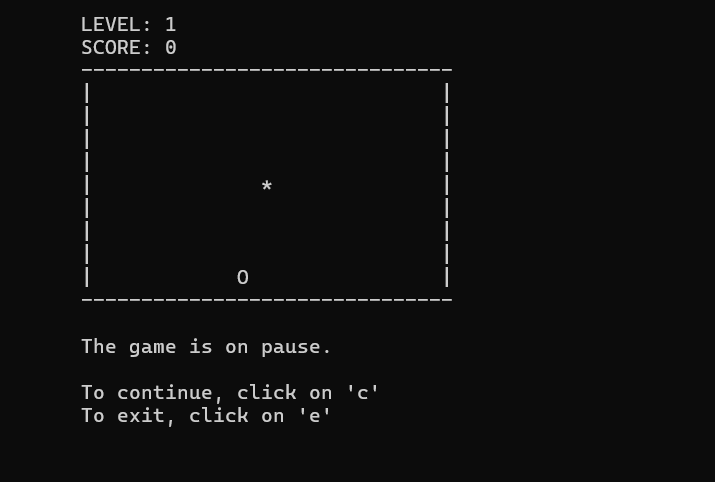 LEVEL: 1
SCORE: 0
-------------------------------
|                             |
|                             |
|                             |
|                             |
|              *              |
|                             |
|                             |
|                             |
|            O                |
-------------------------------
The game is on pause.
To continue, click on 'c'
To exit, click on 'e'